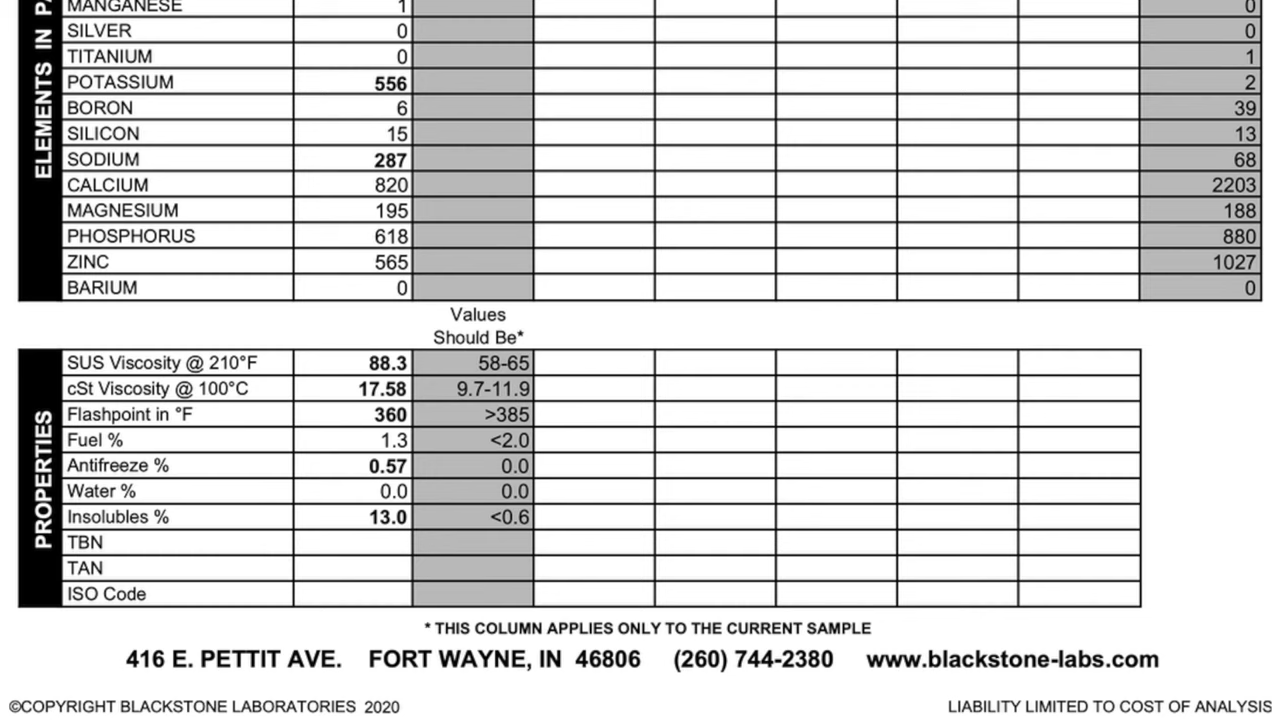 ELEMENTS IN PA
MANGANESE 1 0
SILVER 0 0
TITANIUM 0 1
POTASSIUM 556 2
BORON 6 39
SILICON 15 13
SODIUM 287 68
CALCIUM 820 2203
MAGNESIUM 195 188
PHOSPHORUS 618 880
ZINC 565 1027
BARIUM 0 0
Values
Should Be*
PROPERTIES
SUS Viscosity @ 210°F 88.3 58-65
cSt Viscosity @ 100°C 17.58 9.7-11.9
Flashpoint in °F 360 >385
Fuel % 1.3 <2.0
Antifreeze % 0.57 0.0
Water % 0.0 0.0
Insolubles % 13.0 <0.6
TBN
TAN
ISO Code
* THIS COLUMN APPLIES ONLY TO THE CURRENT SAMPLE
416 E. PETTIT AVE. FORT WAYNE, IN 46806 (260) 744-2380 www.blackstone-labs.com
©COPYRIGHT BLACKSTONE LABORATORIES 2020 LIABILITY LIMITED TO COST OF ANALYSIS